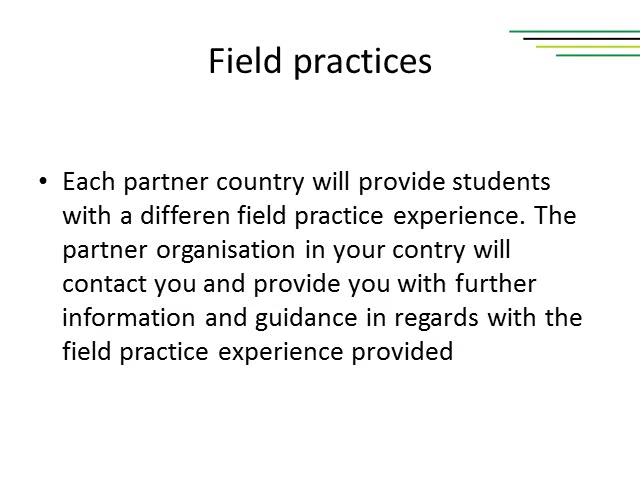 Field practices
• Each partner country will provide students
with a differen field practice experience. The
partner organisation in your contry will
contact you and provide you with further
information and guidance in regards with the
field practice experience provided